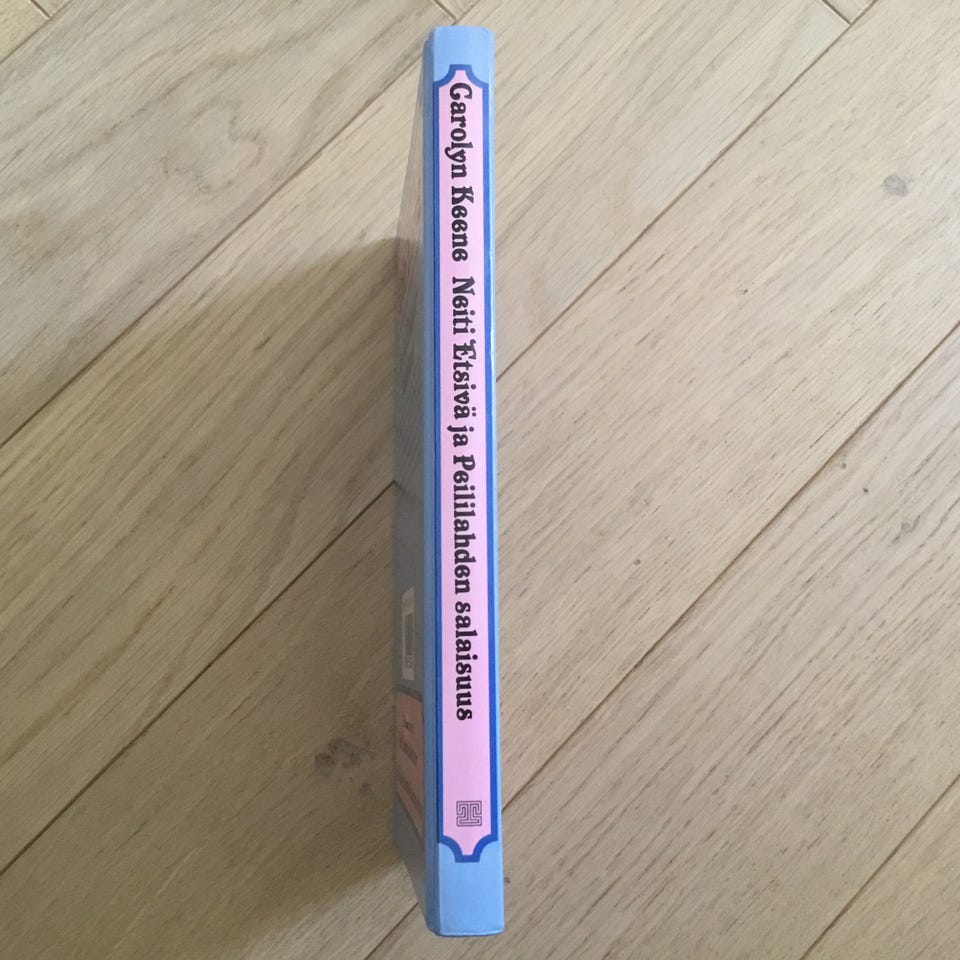 Carolyn Keene Neiti Etsivä ja Peililahden salaisuus